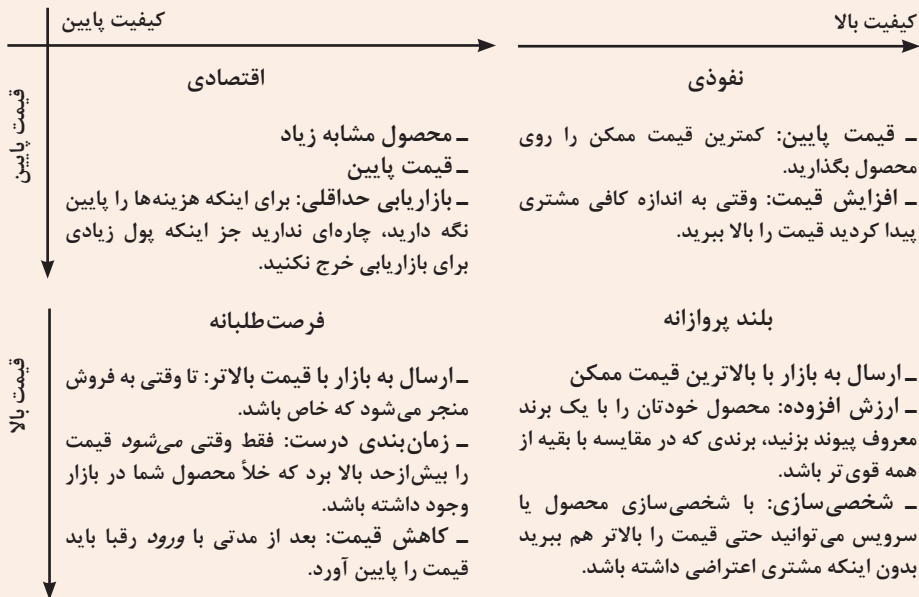 کیفیت بالا
کیفیت پایین
قیمت پایین
نفوذی
ـ قیمت پایین: کمترین قیمت ممکن را روی
محصول بگذارید.
ـ افزایش قیمت: وقتی به اندازه کافی مشتری
پیدا کردید قیمت را بالا ببرید.
اقتصادی
ـ محصول مشابه زیاد
ـ قیمت پایین
ـ بازاریابی حداقلی: برای اینکه هزینه‌ها را پایین
نگه دارید، چاره‌ای ندارید جز اینکه پول زیادی
برای بازاریابی خرج نکنید.
قیمت بالا
بلند پروازانه
ـ ارسال به بازار با بالاترین قیمت ممکن
ـ ارزش افزوده: محصول خودتان را با یک برند
معروف پیوند بزنید، برندی که در مقایسه با بقیه از
همه قوی‌تر باشد.
ـ شخصی‌سازی: با شخصی‌سازی محصول یا
سرویس می‌توانید حتی قیمت را بالاتر هم ببرید
بدون اینکه مشتری اعتراضی داشته باشد.
فرصت‌طلبانه
ـ ارسال به بازار با قیمت بالاتر: تا وقتی به فروش
منجر می‌شود که خاص باشد.
ـ زمان‌بندی درست: فقط وقتی می‌شود قیمت
را بیش‌ازحد بالا برد که خلأ محصول شما در بازار
وجود داشته باشد.
ـ کاهش قیمت: بعد از مدتی با ورود رقبا باید
قیمت را پایین آورد.